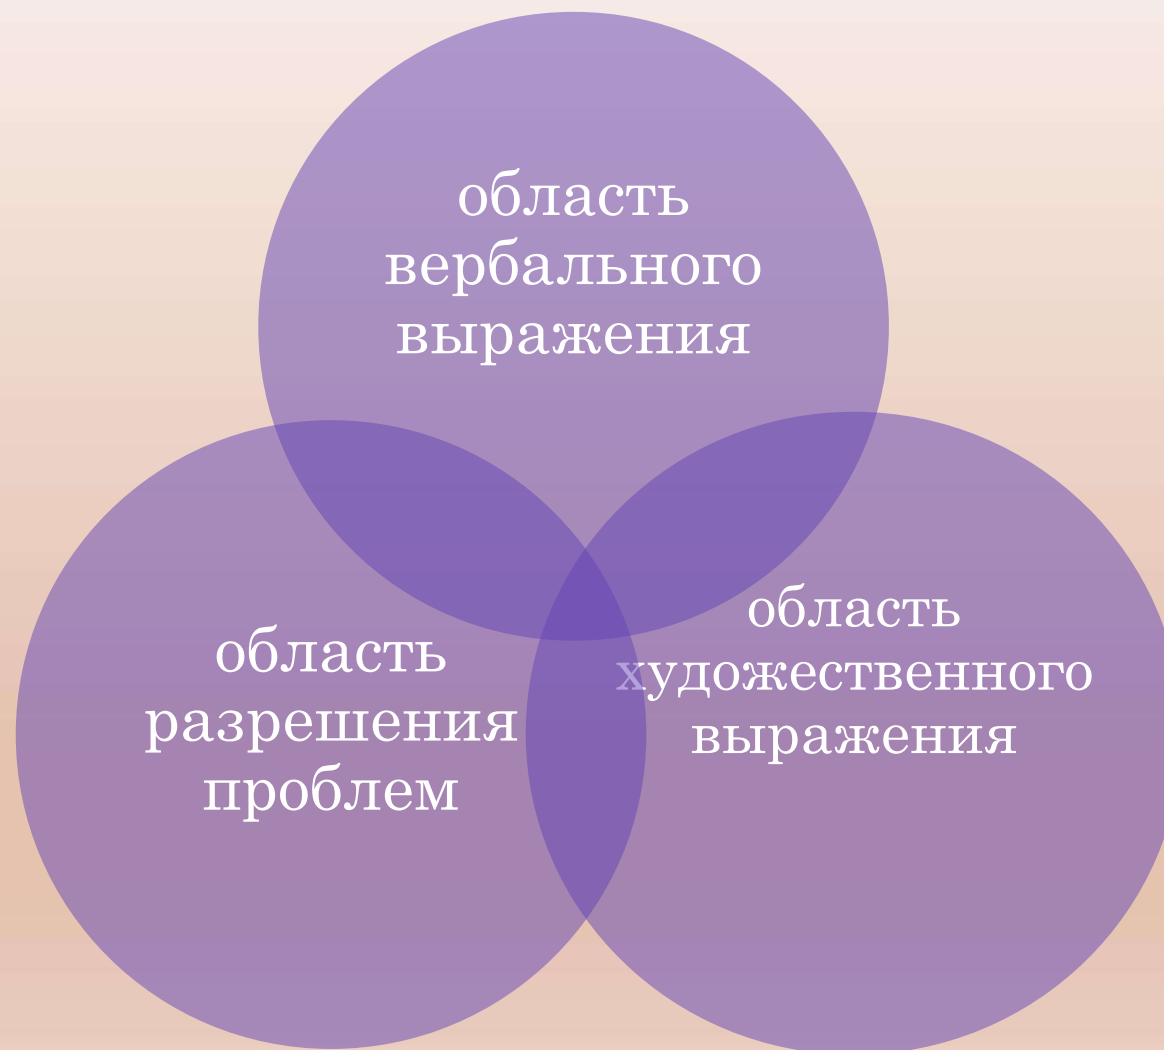 область
вербального
выражения
область
разрешения
проблем
область
художественного
выражения